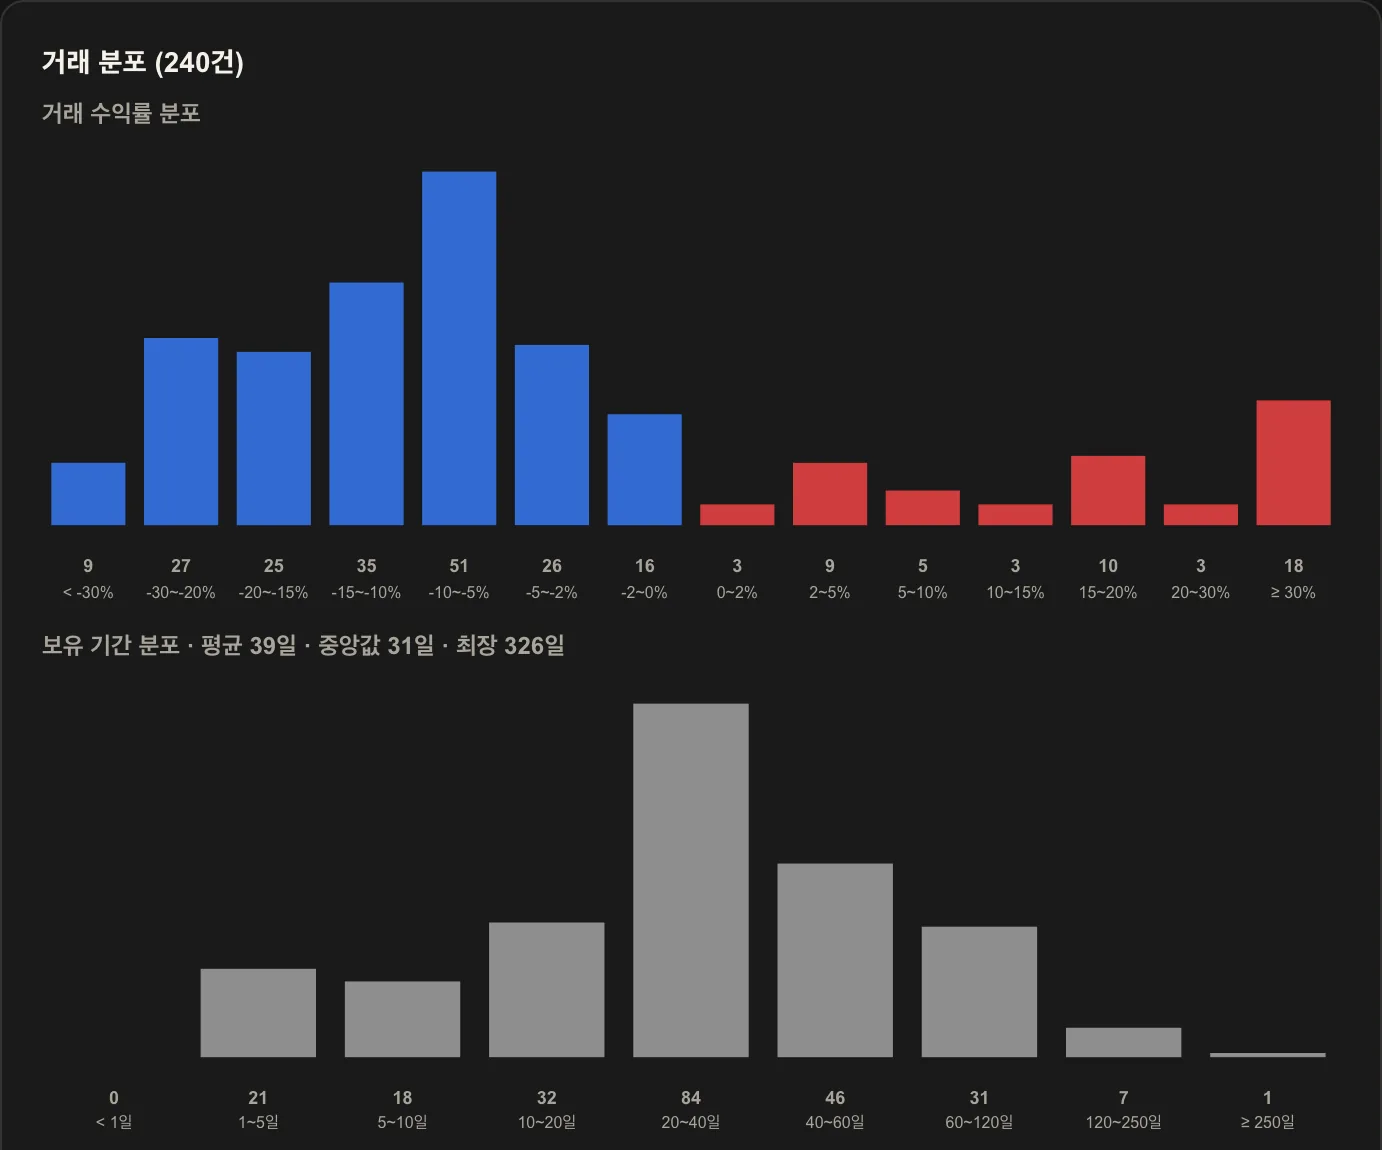 거래 분포 (240건)
거래 수익률 분포
9 27 25 35 51 26 16 3 9 5 3 10 3 18
< -30% -30~-20% -20~-15% -15~-10% -10~-5% -5~-2% -2~0% 0~2% 2~5% 5~10% 10~15% 15~20% 20~30% ≥ 30%
보유 기간 분포 · 평균 39일 · 중앙값 31일 · 최장 326일
0 21 18 32 84 46 31 7 1
< 1일 1~5일 5~10일 10~20일 20~40일 40~60일 60~120일 120~250일 ≥ 250일